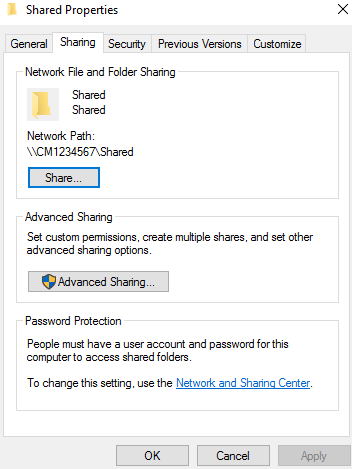 Shared Properties
General
Sharing
Security
Previous Versions
Customize
Network File and Folder Sharing
Shared
Shared
Network Path:
\\CM1234567\Shared
Share...
Advanced Sharing
Set custom permissions, create multiple shares, and set other
advanced sharing options.
Advanced Sharing...
Password Protection
People must have a user account and password for this
computer to access shared folders.
To change this setting, use the Network and Sharing Center.
OK
Cancel
Apply